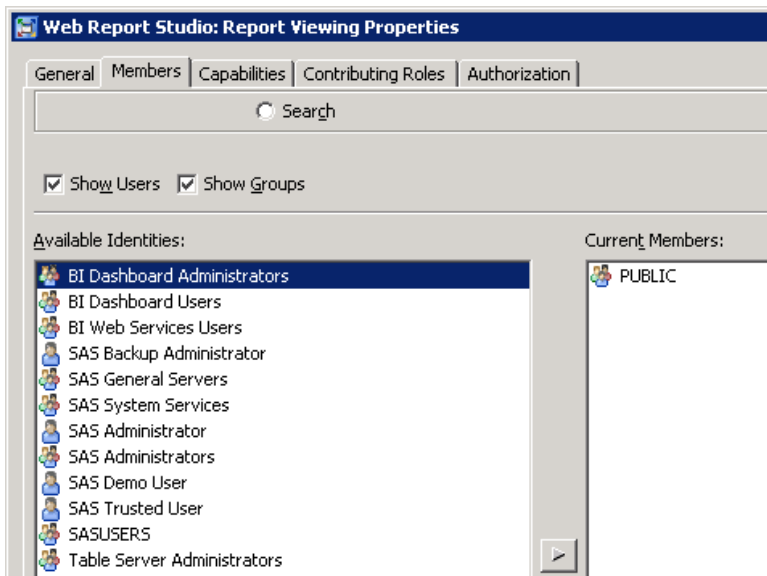 Web Report Studio: Report Viewing Properties
General Members Capabilities Contributing Roles Authorization
Search
Show Users Show Groups
Available Identities: Current Members:
BI Dashboard Administrators PUBLIC
BI Dashboard Users
BI Web Services Users
SAS Backup Administrator
SAS General Servers
SAS System Services
SAS Administrator
SAS Administrators
SAS Demo User
SAS Trusted User
SASUSERS
Table Server Administrators